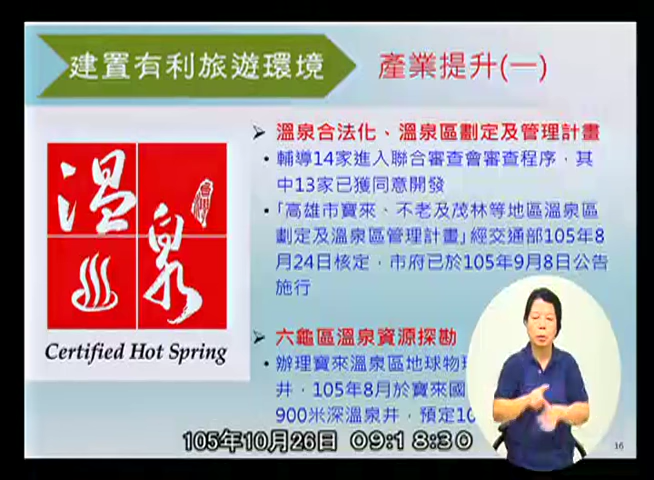 建置有利旅遊環境
產業提升(一)
溫泉
Certified Hot Spring
➢ 溫泉合法化、溫泉區劃定及管理計畫
• 輔導14家進入聯合審查會審查程序，其
中13家已獲同意開發
• 「高雄市寶來、不老及茂林等地區溫泉區
劃定及溫泉區管理計畫」經交通部105年8
月24日核定，市府已於105年9月8日公告
施行
➢ 六龜區溫泉資源探勘
• 辦理寶來溫泉區地球物理
井，105年8月於寶來國
900米深溫泉井，預定10
105年10月26日 09:18:30
16